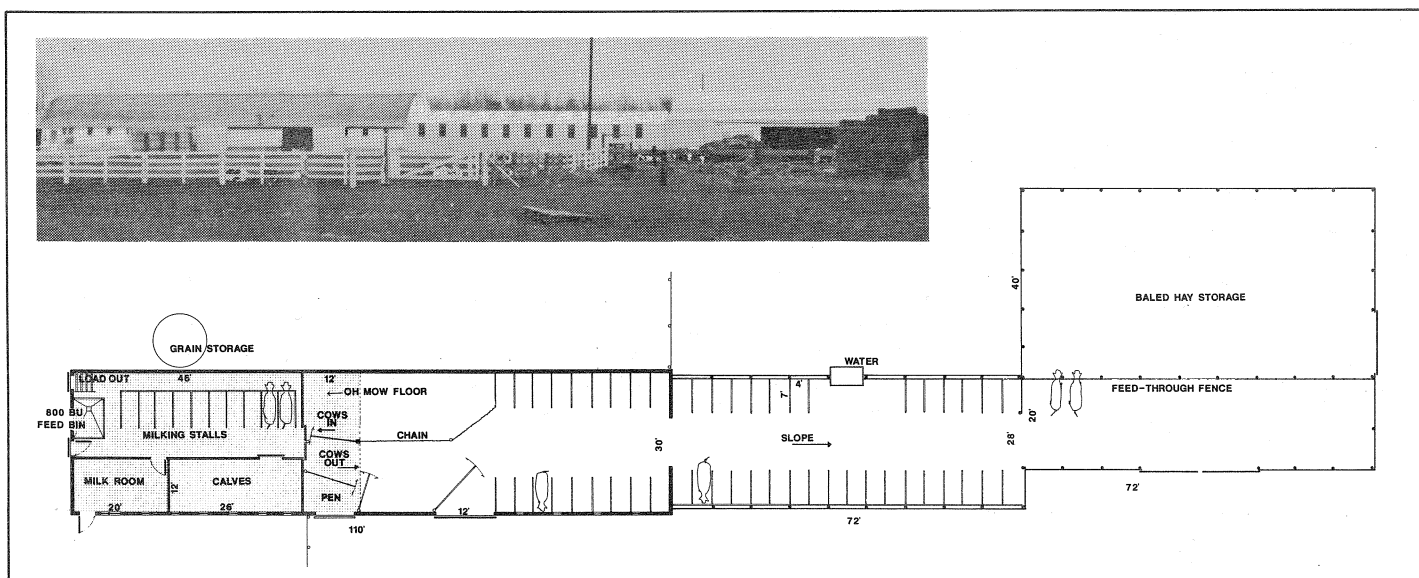 40'
BALED HAY STORAGE
GRAIN STORAGE
WATER
LOAD OUT
46'
12'
OH MOW FLOOR
4'
7'
FEED-THROUGH FENCE
800 BU
FEED BIN
COWS
IN
MILKING STALLS
CHAIN
30'
SLOPE
28'
20'
COWS
OUT
MILK ROOM
12'
CALVES
PEN
20'
26'
12'
110'
72'
72'